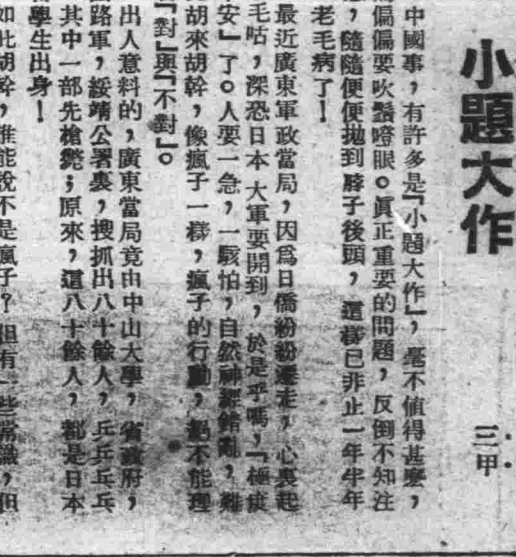 小題大作
三甲
中國事，有許多是『小題大作』，毫不值得甚麼，
偏偏要吹鬍瞪眼。眞正重要的問題，反倒不知注
意，隨隨便便拋到脖子後頭，這樣已非止一年半年
老毛病了！
最近廣東軍政當局，因爲日僑紛紛遷走，心裏起
毛咕，深恐日本大軍要開到，於是乎嗎，『極度
不安』了。人要一急，一駭怕，自然神經錯亂，難
免胡來胡幹，像瘋子一群，瘋子的行動，絕不能理
『對』與『不對』。
出人意料的，廣東當局竟由中山大學，省政府，
四路軍，綏靖公署裏，搜抓出八十餘人，乒乒乓乓
其中一部先槍斃；原來，這八十餘人，都是日本
留學生出身！
如此胡幹，誰能說不是瘋子？但有一些常識，但